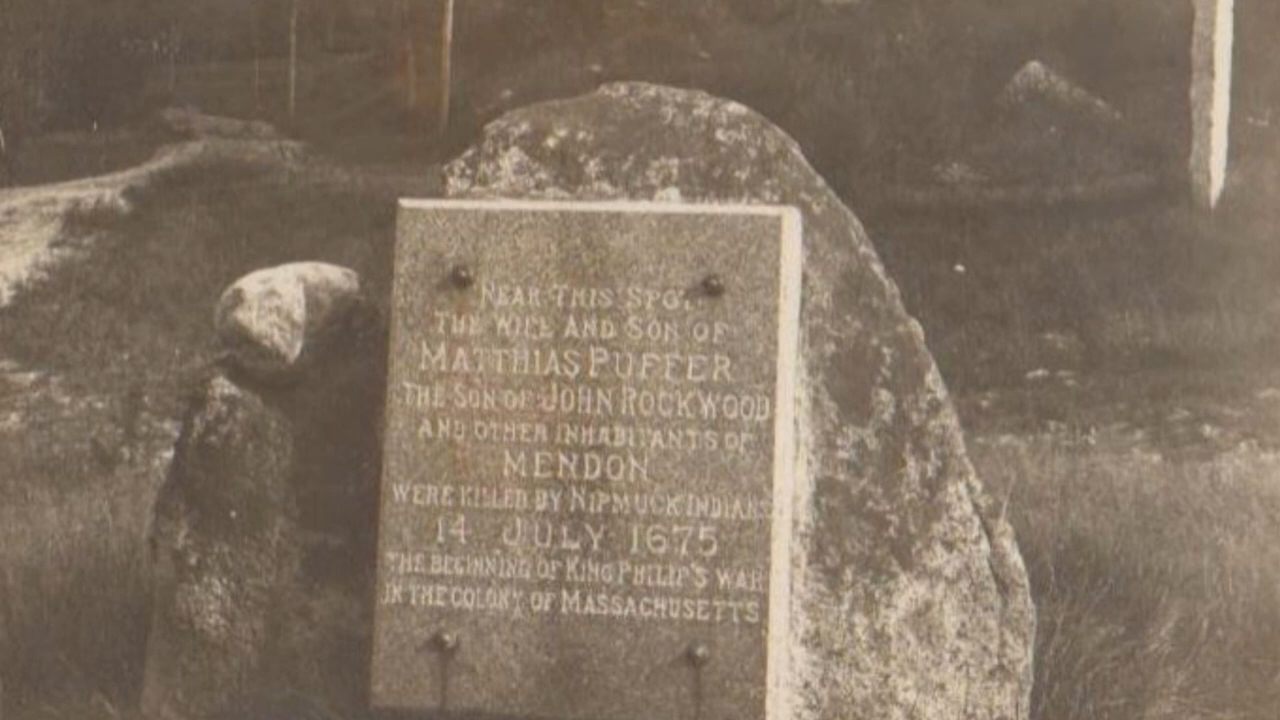 NEAR THIS SPOT
THE WIFE AND SON OF
MATTHIAS PUFFER
THE SON OF JOHN ROCKWOOD
AND OTHER INHABITANTS OF
MENDON
WERE KILLED BY NIPMUCK INDIANS
14 JULY 1675
THE BEGINNING OF KING PHILIP'S WAR
IN THE COLONY OF MASSACHUSETTS